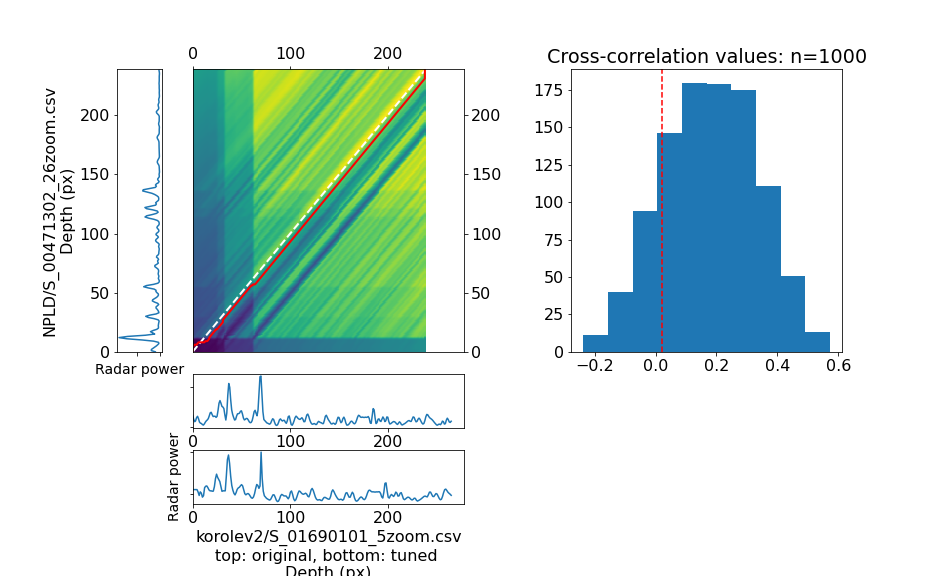 Cross-correlation values: n=1000
0 100 200
NPLD/S_00471302_26zoom.csv
Depth (px)
200
150
100
50
0
Radar power
200
150
100
50
0
175
150
125
100
75
50
25
0
−0.2 0.0 0.2 0.4 0.6
0 100 200
Radar power
0 100 200
korolev2/S_01690101_5zoom.csv
top: original, bottom: tuned
Depth (px)